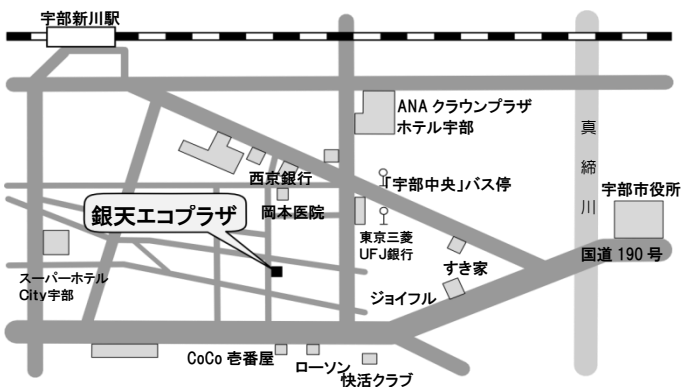 宇部新川駅
ANA クラウンプラザ
ホテル宇部
真締川
西京銀行
「宇部中央」バス停
宇部市役所
岡本医院
銀天エコプラザ
東京三菱
UFJ銀行
国道 190 号
すき家
スーパーホテル
City宇部
ジョイフル
CoCo 壱番屋
ローソン
快活クラブ